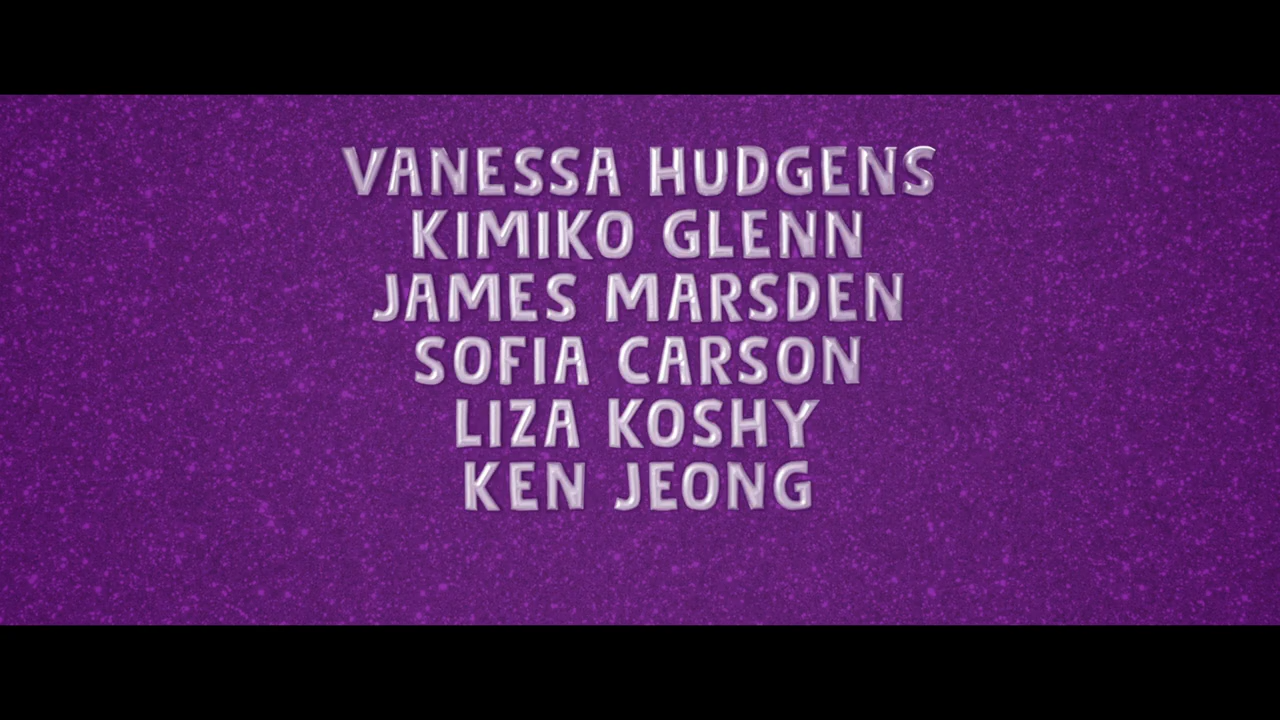 VANESSA HUDGENS
KIMIKO GLENN
JAMES MARSDEN
SOFIA CARSON
LIZA KOSHY
KEN JEONG